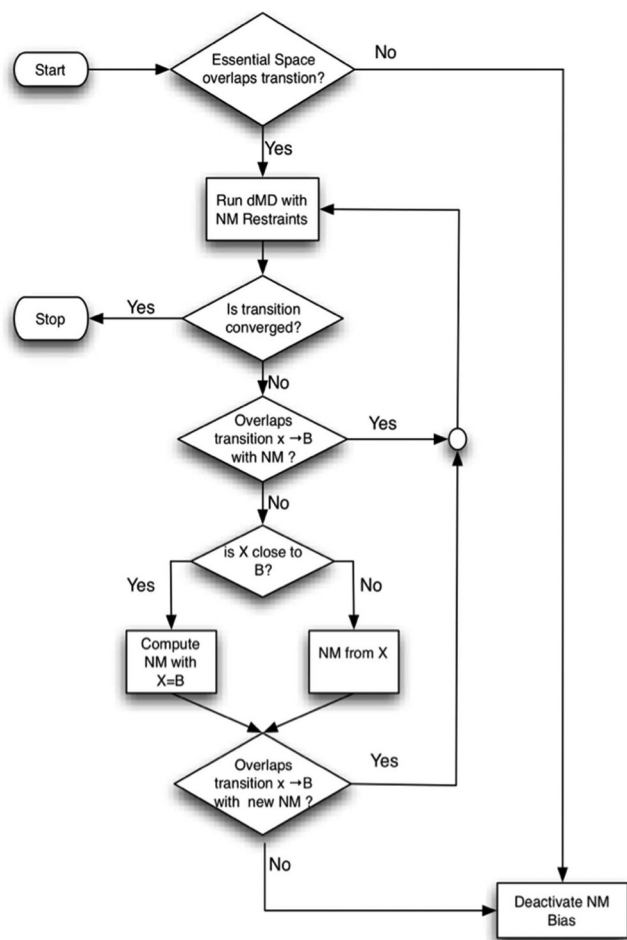 Start
Essential Space
overlaps transtion?
No
Yes
Run dMD with
NM Restraints
Is transition
converged?
Yes
Stop
No
Overlaps
transition x →B
with NM ?
Yes
No
is X close to
B?
Yes
No
Compute
NM with
X=B
NM from X
Overlaps
transition x →B
with new NM ?
Yes
No
Deactivate NM
Bias